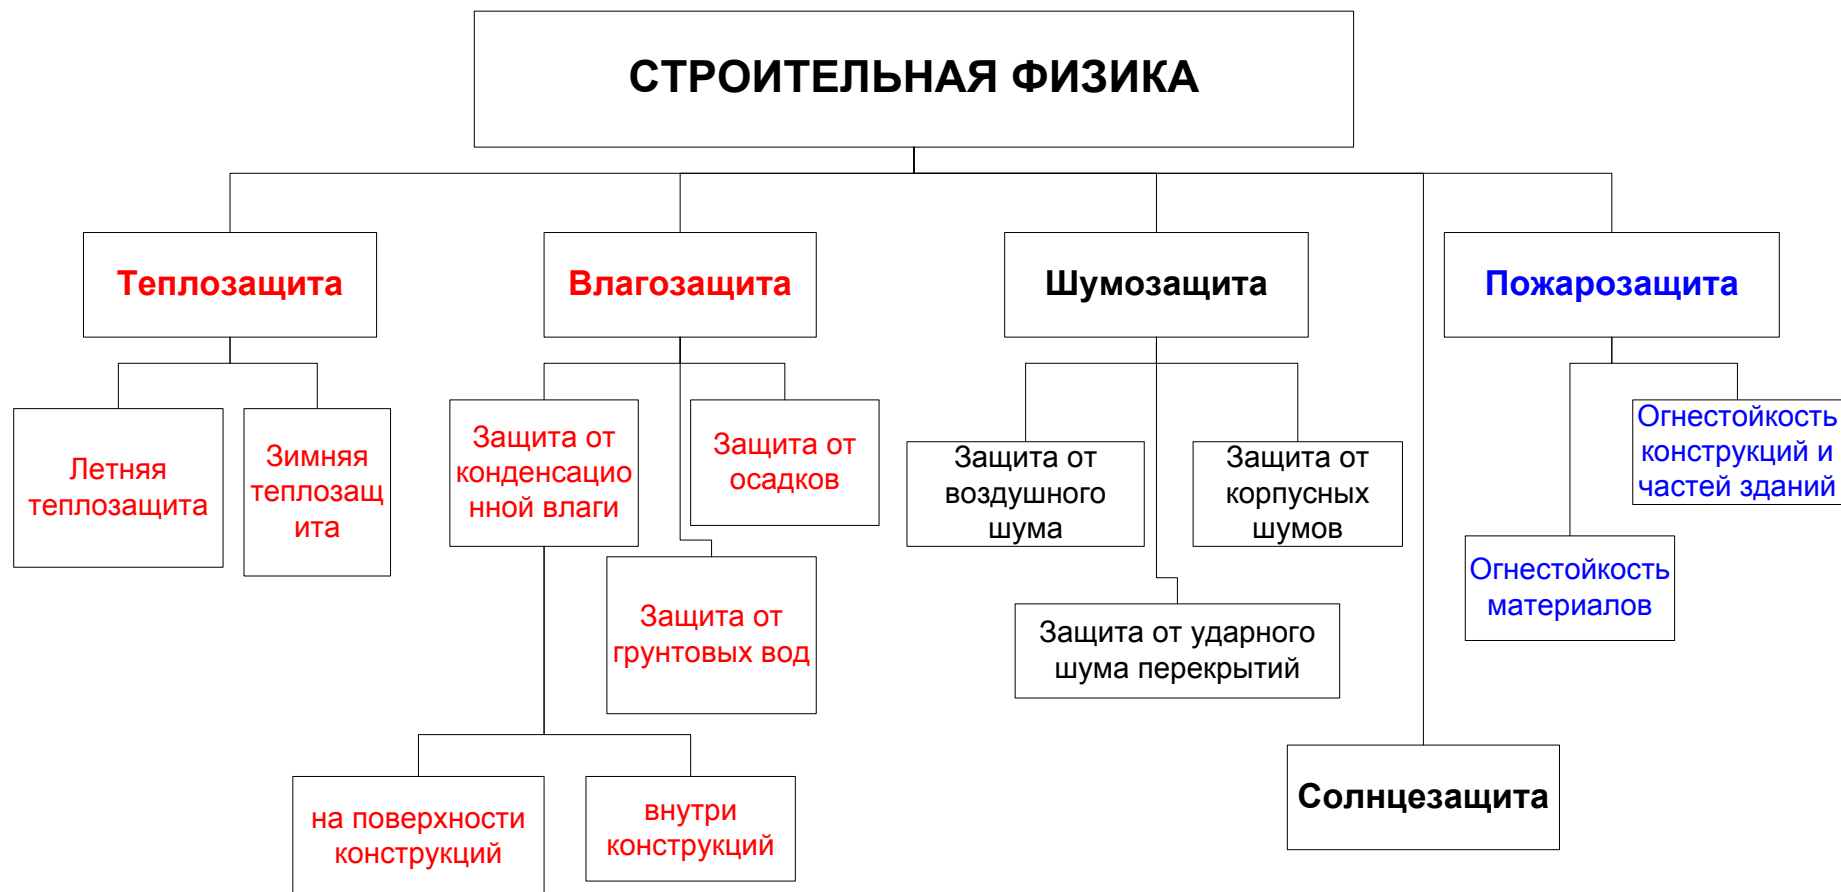 СТРОИТЕЛЬНАЯ ФИЗИКА
Теплозащита
Влагозащита
Шумозащита
Пожарозащита
Летняя
теплозащита
Зимняя
теплозащ
ита
Защита от
конденсацио
нной влаги
Защита от
осадков
Защита от
грунтовых вод
на поверхности
конструкций
внутри
конструкций
Защита от
воздушного
шума
Защита от
корпусных
шумов
Защита от ударного
шума перекрытий
Огнестойкость
конструкций и
частей зданий
Огнестойкость
материалов
Солнцезащита